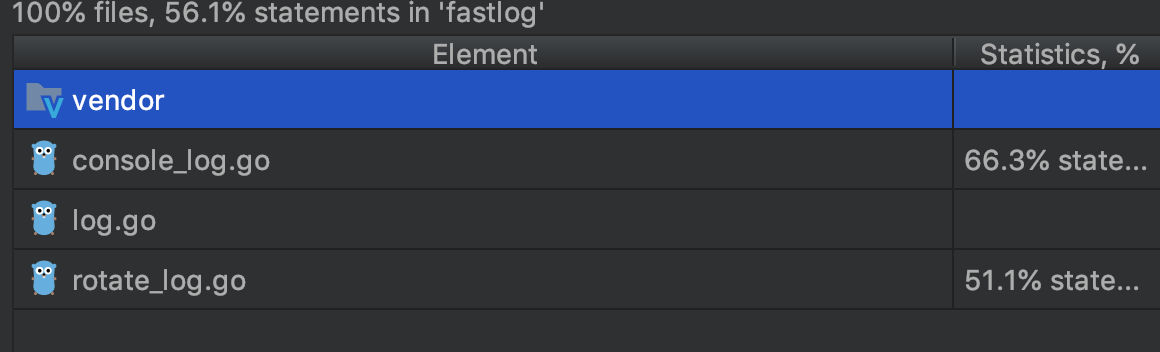 100% files, 56.1% statements in 'fastlog'
Element Statistics, %
vendor
console_log.go 66.3% state...
log.go
rotate_log.go 51.1% state...